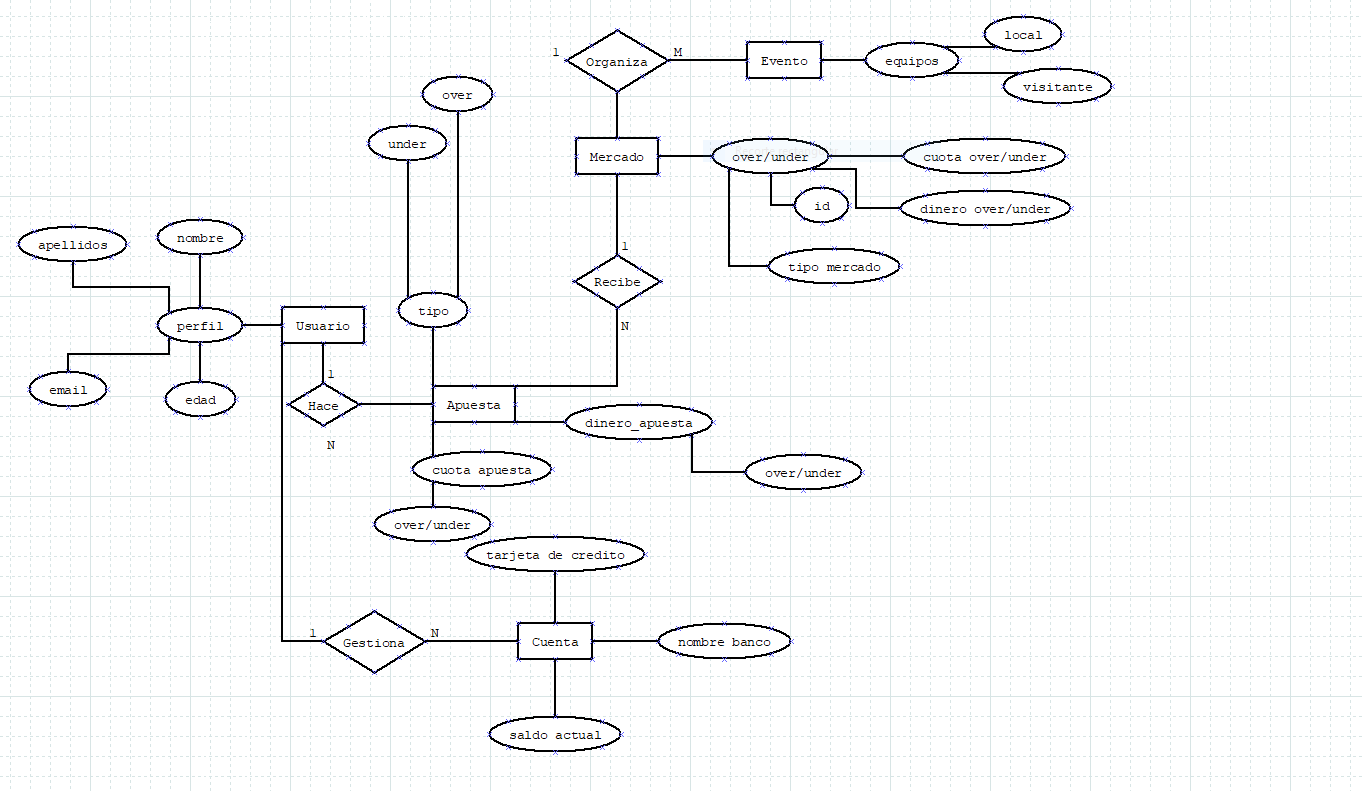 local
1
Organiza
M
Evento
equipos
visitante
over
under
Mercado
over/under
cuota over/under
id
dinero over/under
apellidos
nombre
1
tipo mercado
Recibe
tipo
perfil
Usuario
N
1
email
edad
Hace
Apuesta
dinero_apuesta
N
cuota apuesta
over/under
over/under
tarjeta de credito
1
Gestiona
N
Cuenta
nombre banco
saldo actual